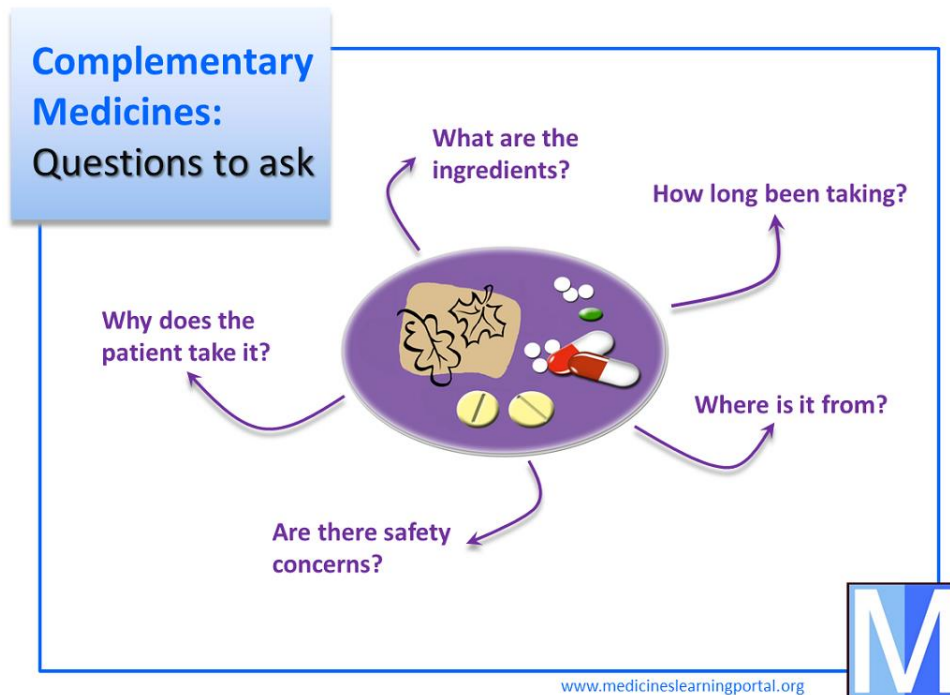 Complementary
Medicines:
Questions to ask
What are the
ingredients?
How long been taking?
Why does the
patient take it?
Where is it from?
Are there safety
concerns?
M
www.medicineslearningportal.org